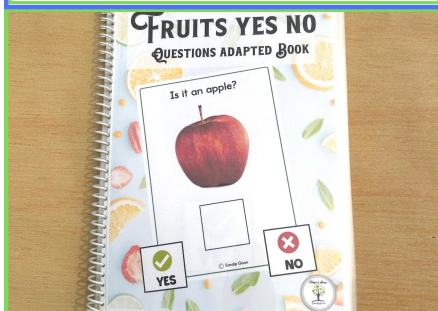 FRUITS YES NO
QUESTIONS ADAPTED BOOK
Is it an apple?
YES
NO